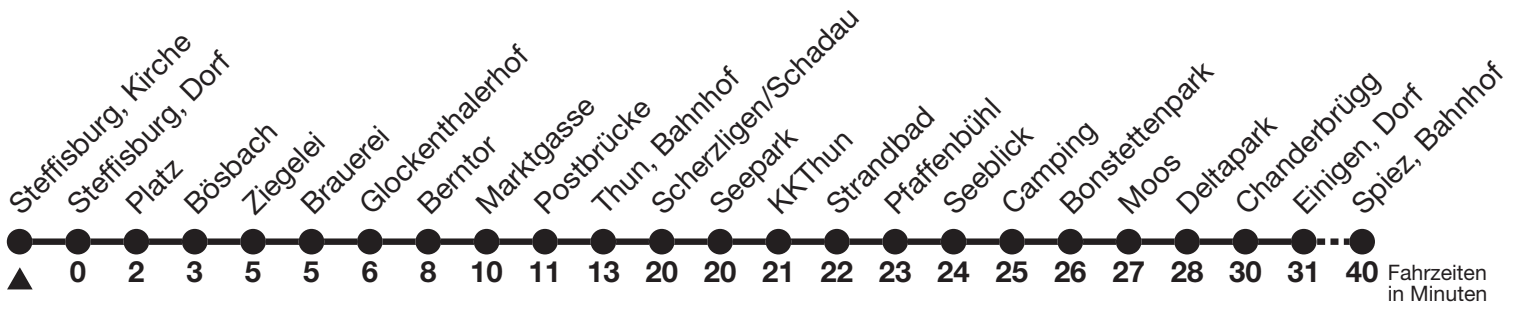 Steffisburg, Kirche
Steffisburg, Dorf
Platz
Bösbach
Ziegelei
Brauerei
Glockenthalerhof
Berntor
Marktgasse
Postbrücke
Thun, Bahnhof
Scherzligen/Schadau
Seepark
KKThun
Strandbad
Pfaffenbühl
Seeblick
Camping
Bonstettenpark
Moos
Deltapark
Chanderbrügg
Einigen, Dorf
Spiez, Bahnhof
0 2 3 5 5 6 8 10 11 13 20 20 21 22 23 24 25 26 27 28 30 31 40 Fahrzeiten
in Minuten